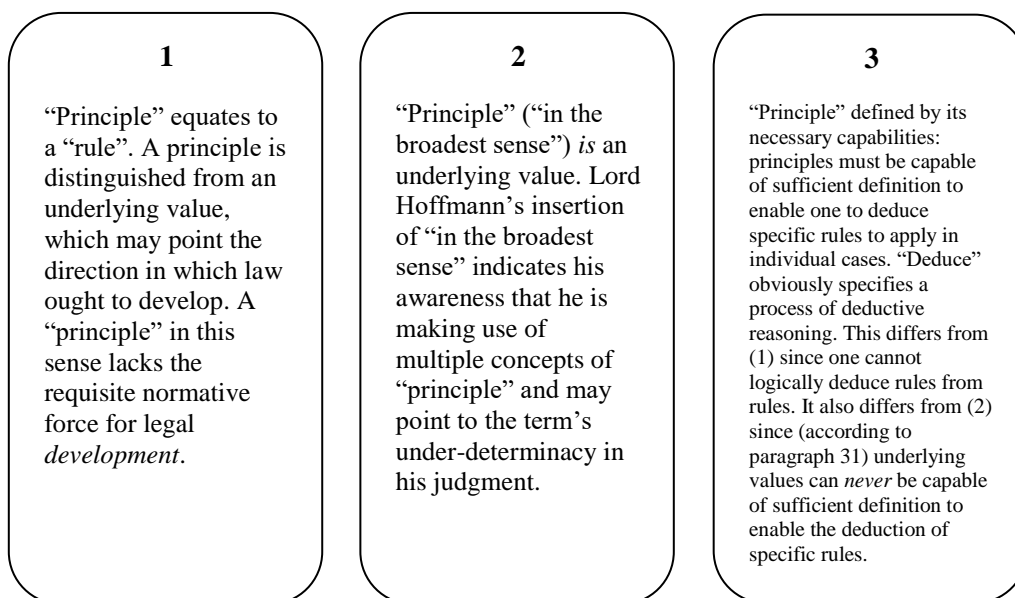 1
“Principle” equates to
a “rule”. A principle is
distinguished from an
underlying value,
which may point the
direction in which law
ought to develop. A
“principle” in this
sense lacks the
requisite normative
force for legal
development.
2
“Principle” (“in the
broadest sense”) is an
underlying value. Lord
Hoffmann’s insertion
of “in the broadest
sense” indicates his
awareness that he is
making use of
multiple concepts of
“principle” and may
point to the term’s
under-determinacy in
his judgment.
3
“Principle” defined by its
necessary capabilities:
principles must be capable
of sufficient definition to
enable one to deduce
specific rules to apply in
individual cases. “Deduce”
obviously specifies a
process of deductive
reasoning. This differs from
(1) since one cannot
logically deduce rules from
rules. It also differs from (2)
since (according to
paragraph 31) underlying
values can never be capable
of sufficient definition to
enable the deduction of
specific rules.